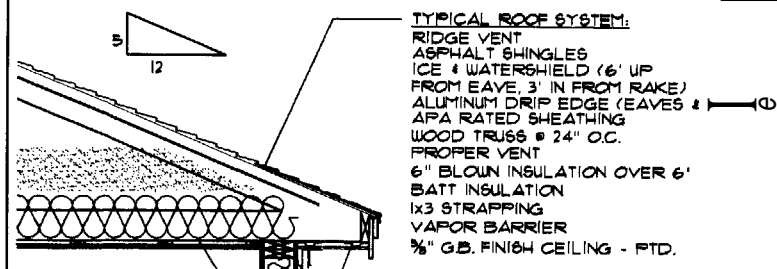 TYPICAL ROOF SYSTEM:
5
RIDGE VENT
12
ASPHALT SHINGLES
ICE & WATERSHIELD (6' UP
FROM EAVE, 3' IN FROM RAKE)
ALUMINUM DRIP EDGE (EAVES &
APA RATED SHEATHING
WOOD TRUSS @ 24" O.C.
PROPER VENT
6" BLOWN INSULATION OVER 6'
BATT INSULATION
1x3 STRAPPING
VAPOR BARRIER
⅝" G.B. FINISH CEILING - PTD.